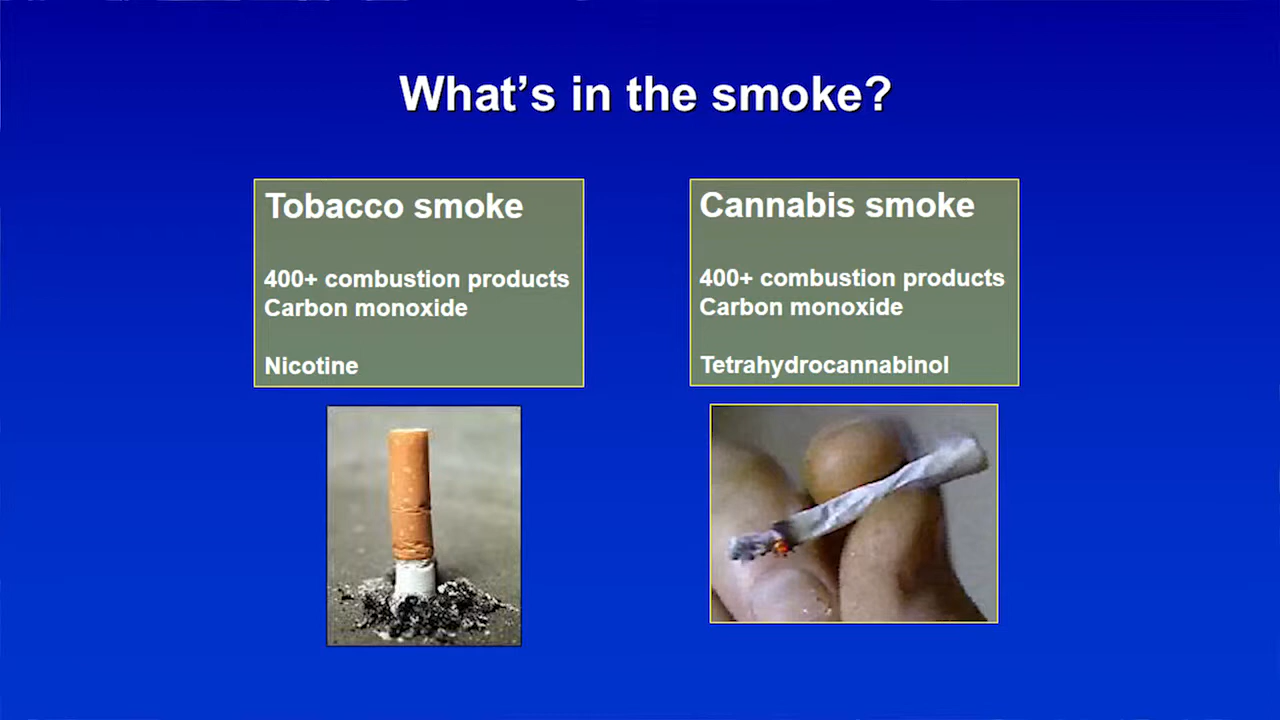 What’s in the smoke?
Tobacco smoke
400+ combustion products
Carbon monoxide
Nicotine
Cannabis smoke
400+ combustion products
Carbon monoxide
Tetrahydrocannabinol